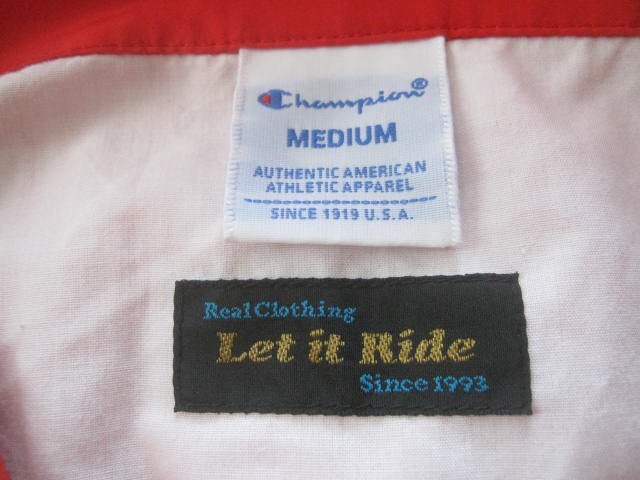 Champion®
MEDIUM
AUTHENTIC AMERICAN
ATHLETIC APPAREL
SINCE 1919 U.S.A.
Real Clothing
Let it Ride
Since 1993